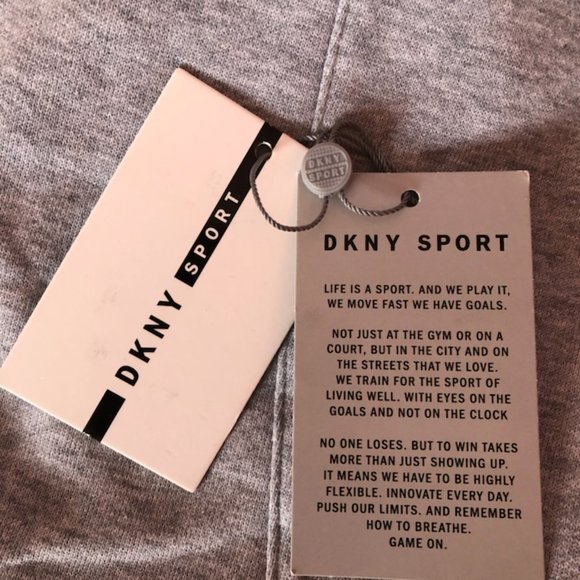 DKNY SPORT
DKNY
SPORT
DKNY SPORT
LIFE IS A SPORT. AND WE PLAY IT,
WE MOVE FAST WE HAVE GOALS.
NOT JUST AT THE GYM OR ON A
COURT, BUT IN THE CITY AND ON
THE STREETS THAT WE LOVE.
WE TRAIN FOR THE SPORT OF
LIVING WELL. WITH EYES ON THE
GOALS AND NOT ON THE CLOCK
NO ONE LOSES. BUT TO WIN TAKES
MORE THAN JUST SHOWING UP.
IT MEANS WE HAVE TO BE HIGHLY
FLEXIBLE. INNOVATE EVERY DAY.
PUSH OUR LIMITS. AND REMEMBER
HOW TO BREATHE.
GAME ON.